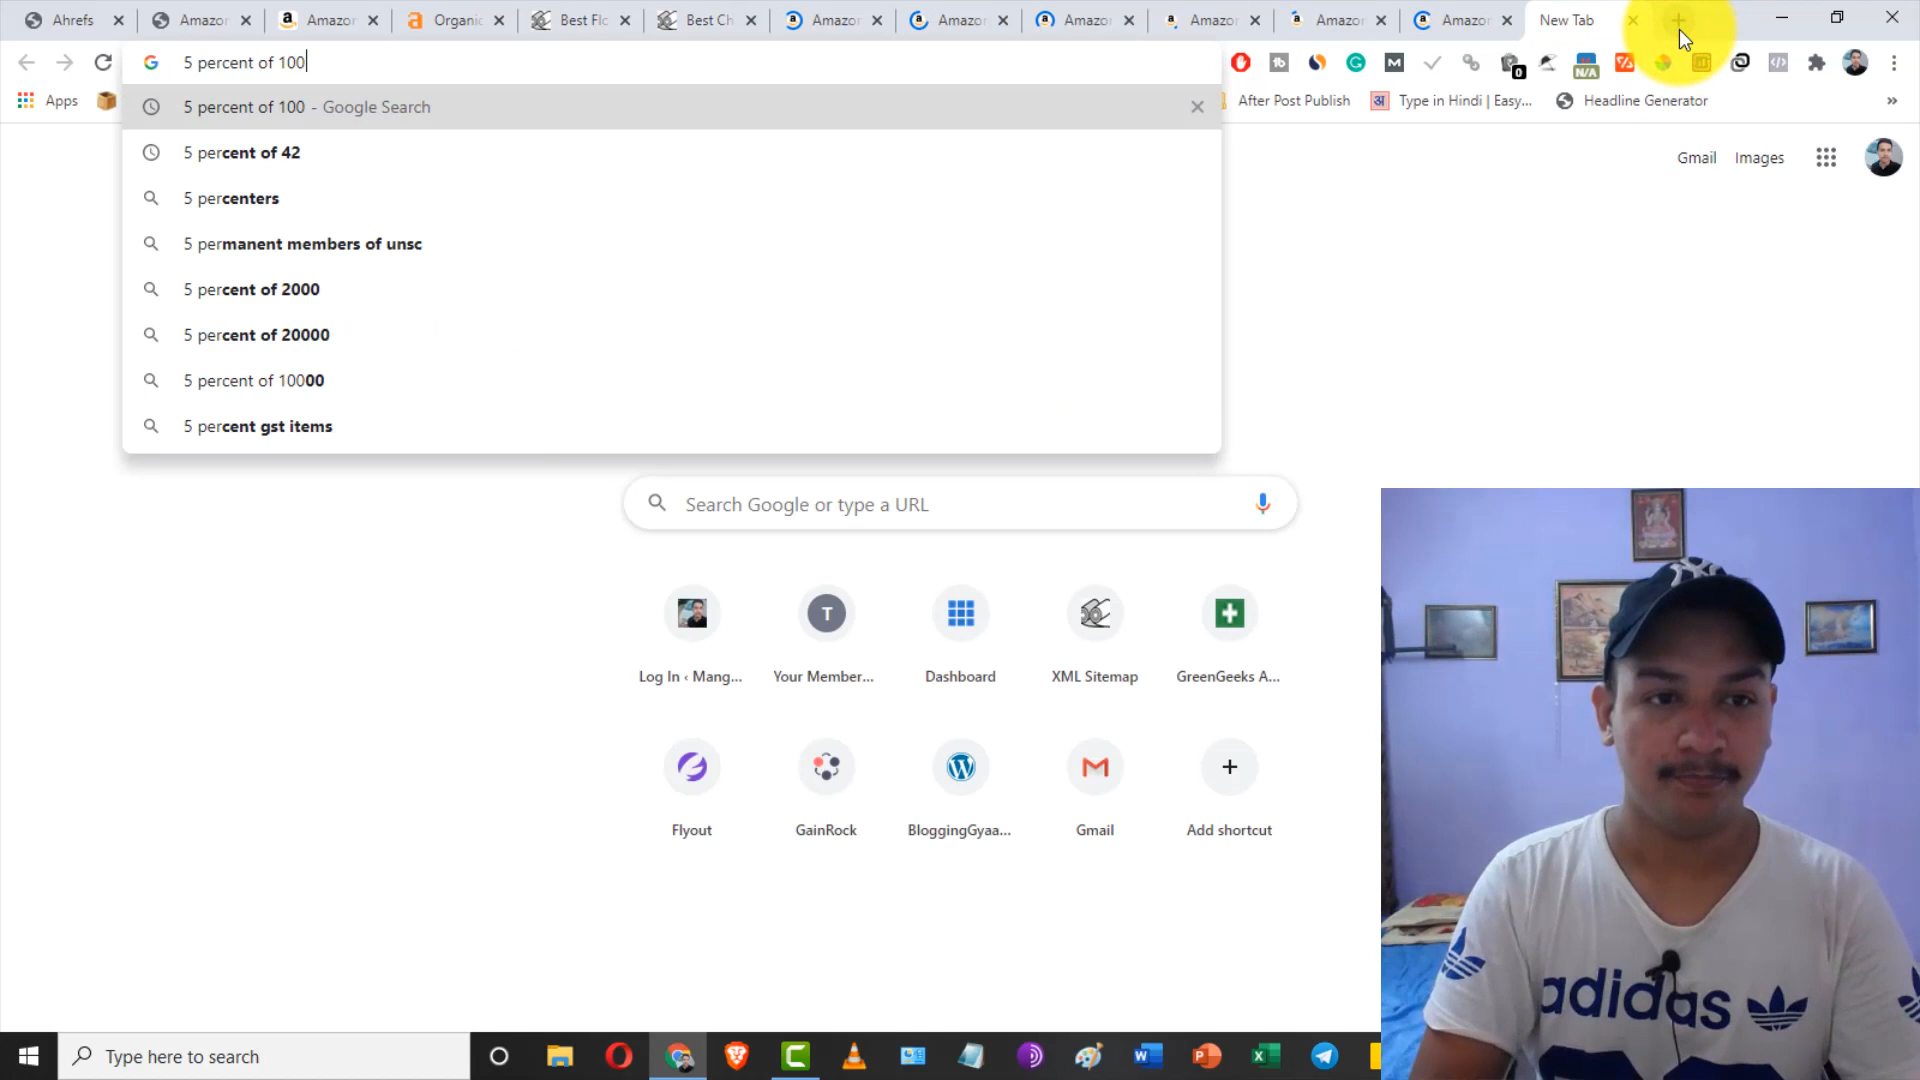 Ahrefs
Amazon
Amazon
Organic
Best Flo
Best Ch
Amazon
Amazon
Amazon
Amazon
Amazon
Amazon
New Tab
5 percent of 100
0
N/A
Apps
After Post Publish
Type in Hindi | Easy...
Headline Generator
»
5 percent of 100 - Google Search
5 percent of 42
5 percenters
5 permanent members of unsc
5 percent of 2000
5 percent of 20000
5 percent of 10000
5 percent gst items
Gmail
Images
Search Google or type a URL
T
Log In ‹ Mang...
Your Member...
Dashboard
XML Sitemap
GreenGeeks A...
Flyout
GainRock
BloggingGyaa...
Gmail
Add shortcut
adidas
Type here to search